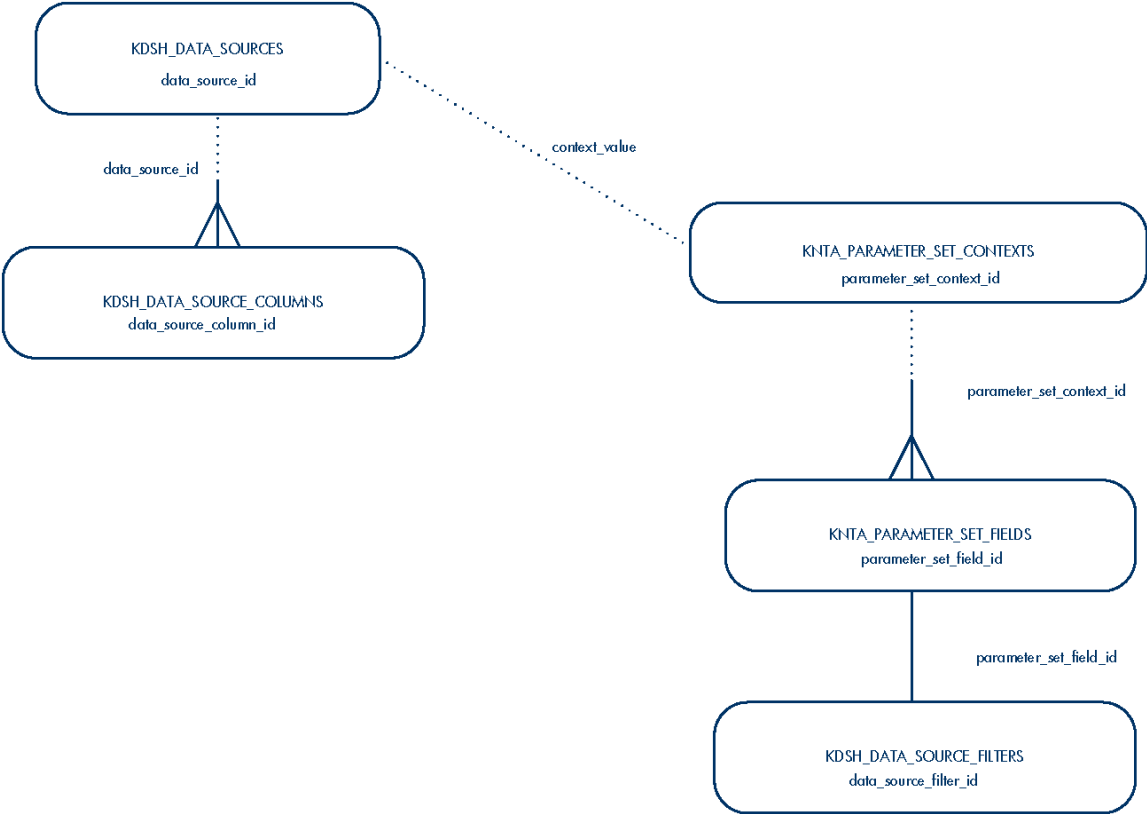 KDSH_DATA_SOURCES
data_source_id
context_value
data_source_id
KNTA_PARAMETER_SET_CONTEXTS
parameter_set_context_id
KDSH_DATA_SOURCE_COLUMNS
data_source_column_id
parameter_set_context_id
KNTA_PARAMETER_SET_FIELDS
parameter_set_field_id
parameter_set_field_id
KDSH_DATA_SOURCE_FILTERS
data_source_filter_id